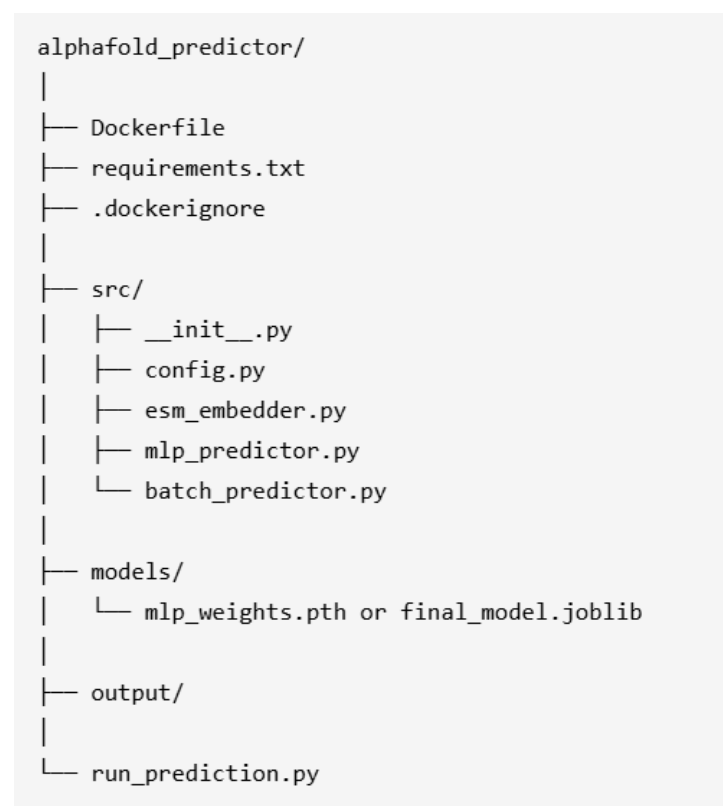 alphafold_predictor/
│
├── Dockerfile
├── requirements.txt
├── .dockerignore
│
├── src/
│   ├── __init__.py
│   ├── config.py
│   ├── esm_embedder.py
│   ├── mlp_predictor.py
│   └── batch_predictor.py
│
├── models/
│   └── mlp_weights.pth or final_model.joblib
│
├── output/
│
└── run_prediction.py